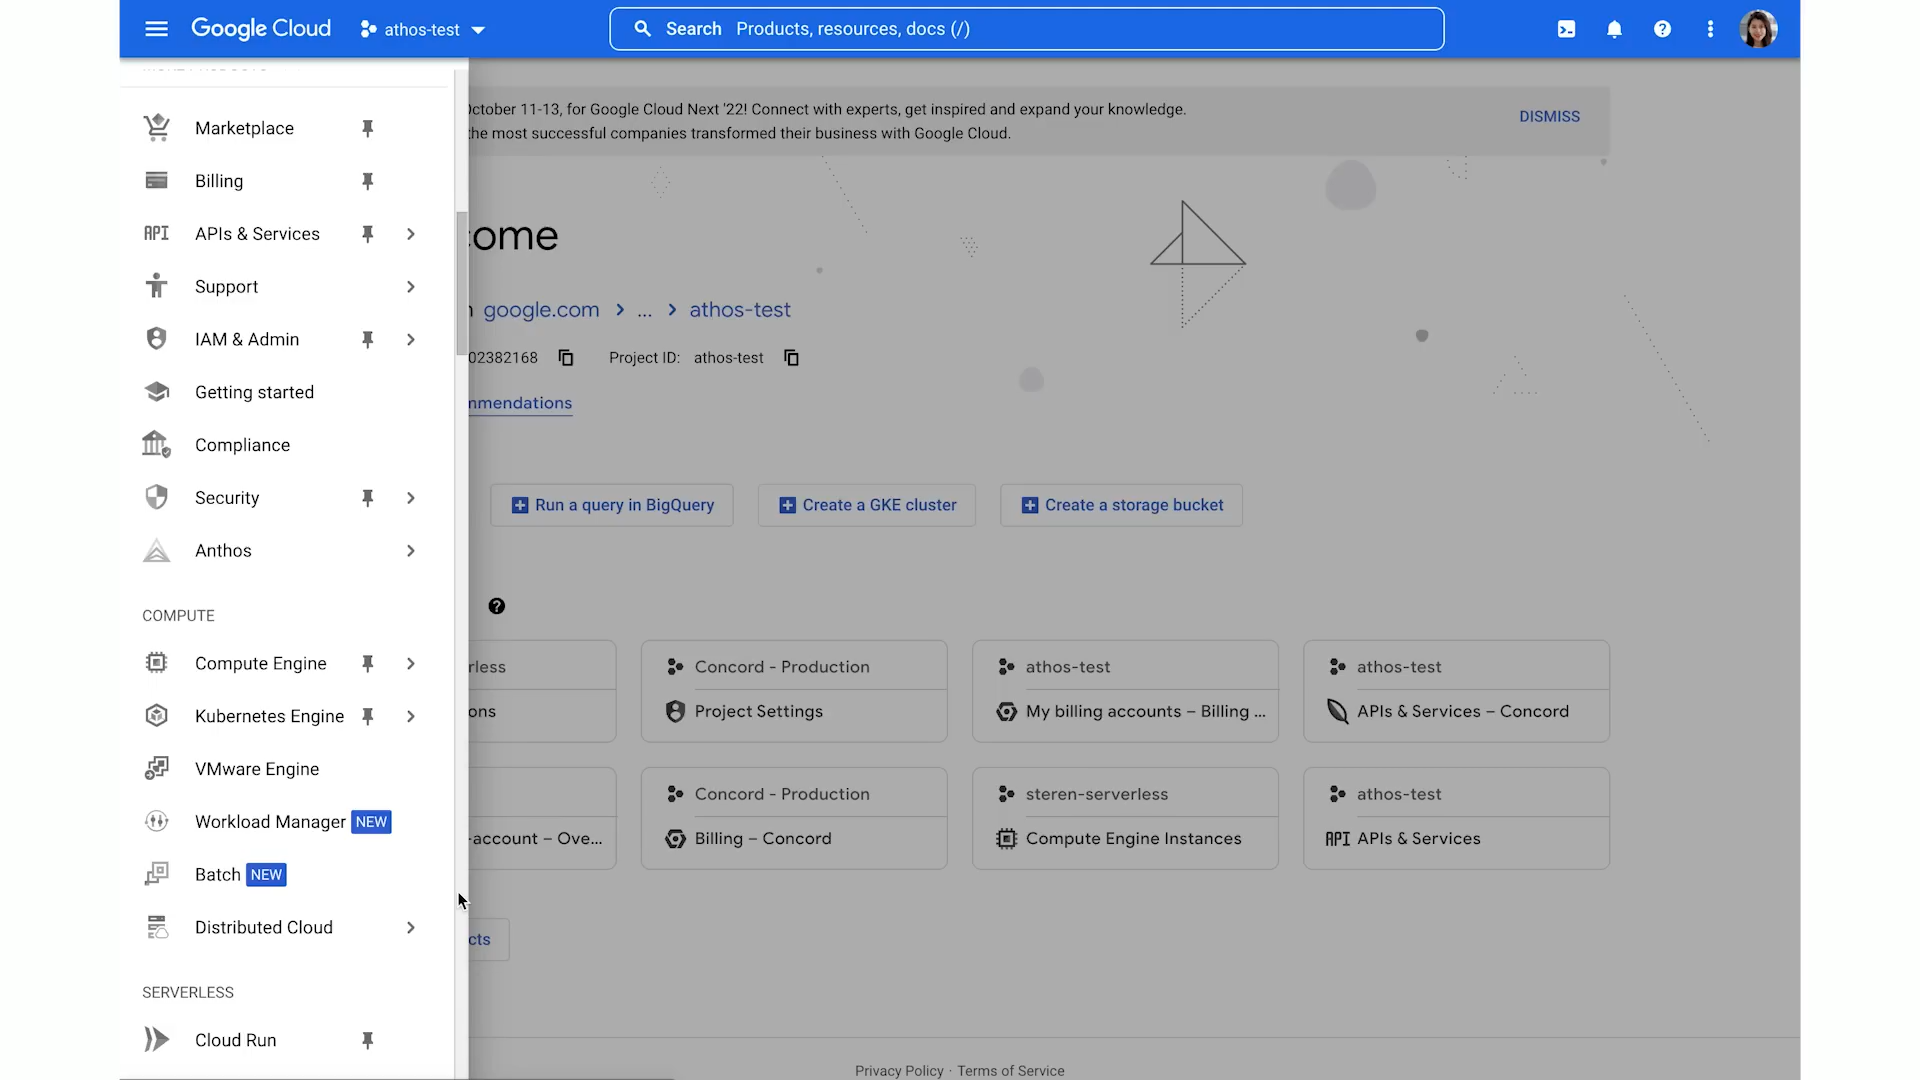 Google Cloud
athos-test
Search Products, resources, docs (/)
Marketplace
Billing
API APIs & Services
Support
IAM & Admin
Getting started
Compliance
Security
Anthos
COMPUTE
Compute Engine
Kubernetes Engine
VMware Engine
Workload Manager NEW
Batch NEW
Distributed Cloud
SERVERLESS
Cloud Run
October 11-13, for Google Cloud Next '22! Connect with experts, get inspired and expand your knowledge.
the most successful companies transformed their business with Google Cloud.
DISMISS
come
google.com > ... > athos-test
02382168 Project ID: athos-test
mmendations
Run a query in BigQuery
Create a GKE cluster
Create a storage bucket
rless
ons
Concord - Production
Project Settings
athos-test
My billing accounts – Billing ...
athos-test
APIs & Services – Concord
-account – Ove...
Concord - Production
Billing – Concord
steren-serverless
Compute Engine Instances
athos-test
API APIs & Services
cts
Privacy Policy · Terms of Service